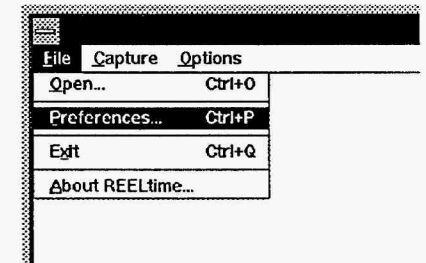 File Capture Options
Open... Ctrl+O
Preferences... Ctrl+P
Exit Ctrl+Q
About REELtime...